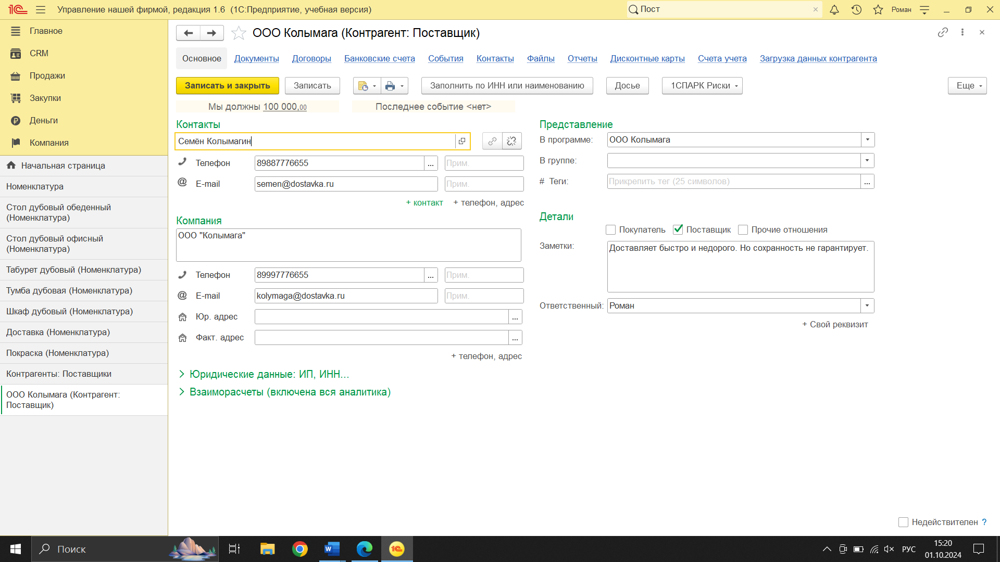 1С Управление нашей фирмой, редакция 1.6 (1С:Предприятие, учебная версия)
Пост
Роман
Главное
CRM
Продажи
Закупки
Деньги
Компания
Начальная страница
Номенклатура
Стол дубовый обеденный
(Номенклатура)
Стол дубовый офисный
(Номенклатура)
Табурет дубовый (Номенклатура)
Тумба дубовая (Номенклатура)
Шкаф дубовый (Номенклатура)
Доставка (Номенклатура)
Покраска (Номенклатура)
Контрагенты: Поставщики
ООО Колымага (Контрагент:
Поставщик)
ООО Колымага (Контрагент: Поставщик)
Основное Документы Договоры Банковские счета События Контакты Файлы Отчеты Дисконтные карты Счета учета Загрузка данных контрагента
Записать и закрыть Записать Заполнить по ИНН или наименованию Досье 1СПАРК Риски Еще
Мы должны 100 000,00 Последнее событие <нет>
Контакты
Семён Колымагин
Телефон 89887776655 ... Прим.
@ E-mail semen@dostavka.ru Прим.
+ контакт + телефон, адрес
Компания
ООО "Колымага"
Телефон 89997776655 ... Прим.
@ E-mail kolymaga@dostavka.ru Прим.
Юр. адрес ...
Факт. адрес ...
+ телефон, адрес
Юридические данные: ИП, ИНН...
Взаиморасчеты (включена вся аналитика)
Представление
В программе: ООО Колымага
В группе:
# Теги: Прикрепить тег (25 символов) ...
Детали
Покупатель Поставщик Прочие отношения
Заметки: Доставляет быстро и недорого. Но сохранность не гарантирует.
Ответственный: Роман
+ Свой реквизит
Недействителен ?
Поиск
W
1С
РУС
15:20
01.10.2024